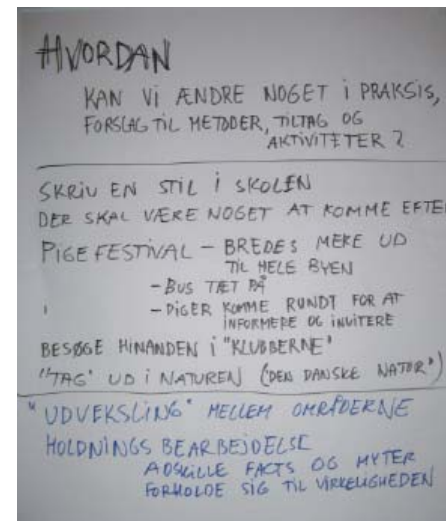 HVORDAN
KAN Vi ÆNDRE NOGET i PRAKSIS,
FORSLAG TIL METODER, TILTAG OG
AKTIVITETER ?
SKRIV EN STIL i SKOLEN
DER SKAL VÆRE NOGET AT KOMME EFTER
PIGEFESTIVAL – BREDES MERE UD
TIL HELE BYEN
- BUS TÆT PÅ
- PIGER KOMME RUNDT FOR AT
INFORMERE OG INVITERE
BESØGE HINANDEN i "KLUBBERNE"
"TAG" UD i NATUREN (DEN DANSKE NATUR")
"UDVEKSLING" MELLEM OMRÅDERNE
HOLDNINGS BEARBEJDELSE
ADSKILLE FACTS OG MYTER
FORHOLDE SIG TIL VIRKELIGHEDEN